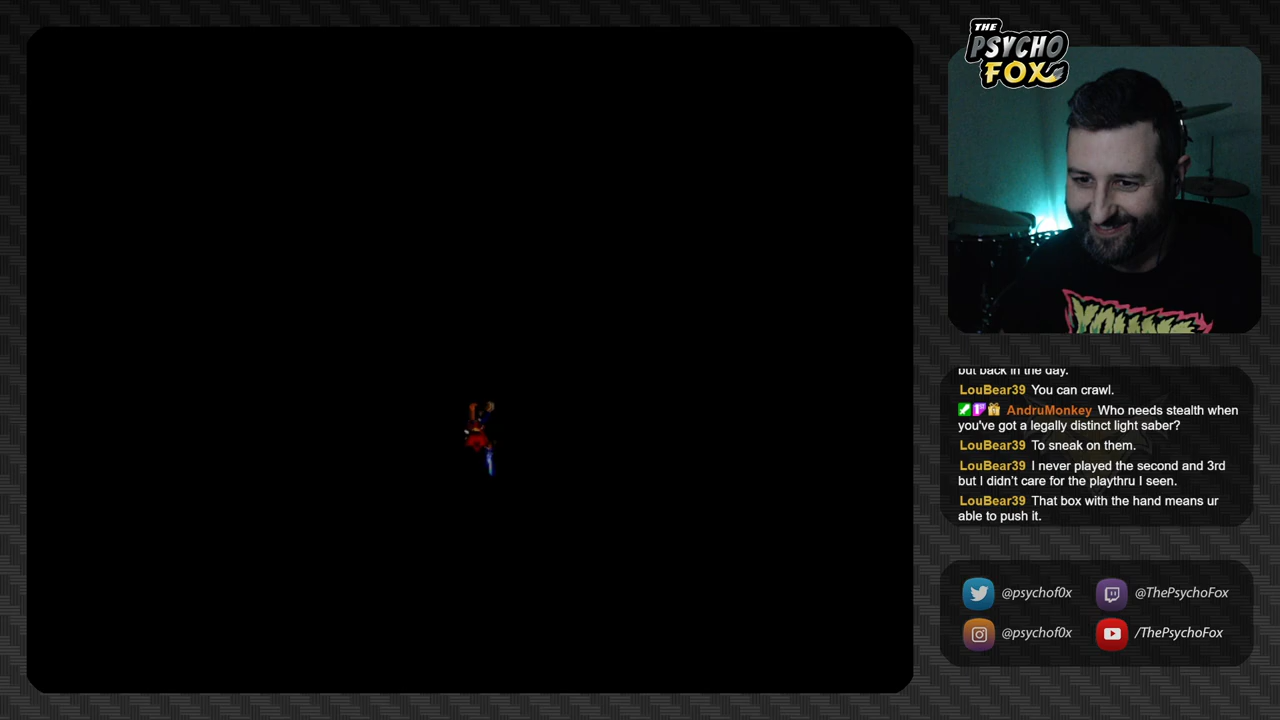 THE
PSYCHO
FOX
but back in the day.
LouBear39 You can crawl.
AndruMonkey Who needs stealth when
you've got a legally distinct light saber?
LouBear39 To sneak on them.
LouBear39 I never played the second and 3rd
but I didn't care for the playthru I seen.
LouBear39 That box with the hand means ur
able to push it.
@psychof0x
@ThePsychoFox
@psychof0x
/ThePsychoFox